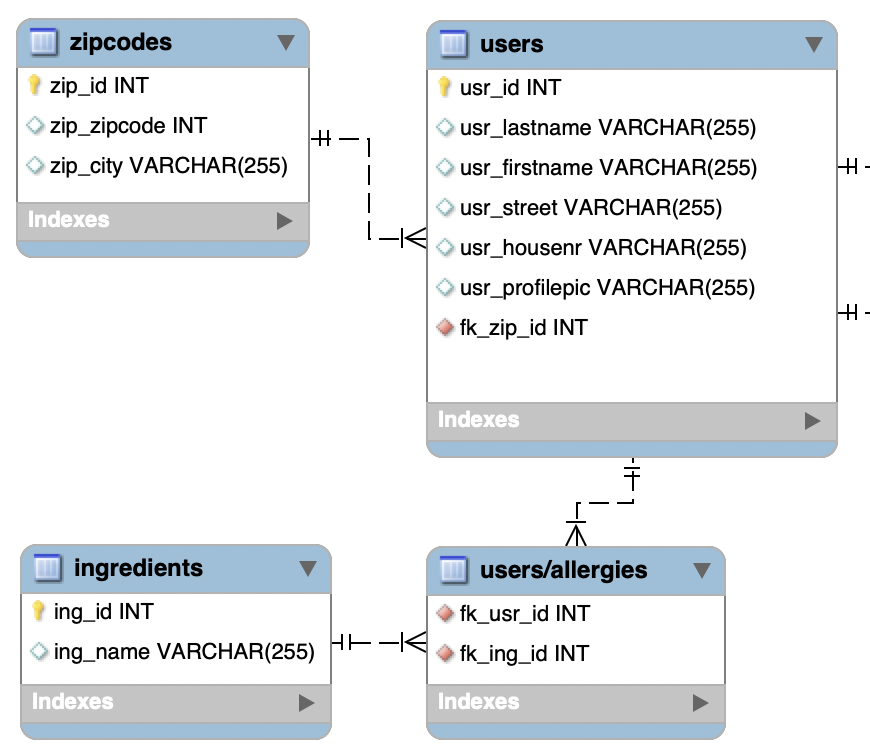 zipcodes
zip_id INT
zip_zipcode INT
zip_city VARCHAR(255)
Indexes
users
usr_id INT
usr_lastname VARCHAR(255)
usr_firstname VARCHAR(255)
usr_street VARCHAR(255)
usr_housenr VARCHAR(255)
usr_profilepic VARCHAR(255)
fk_zip_id INT
Indexes
ingredients
ing_id INT
ing_name VARCHAR(255)
Indexes
users/allergies
fk_usr_id INT
fk_ing_id INT
Indexes